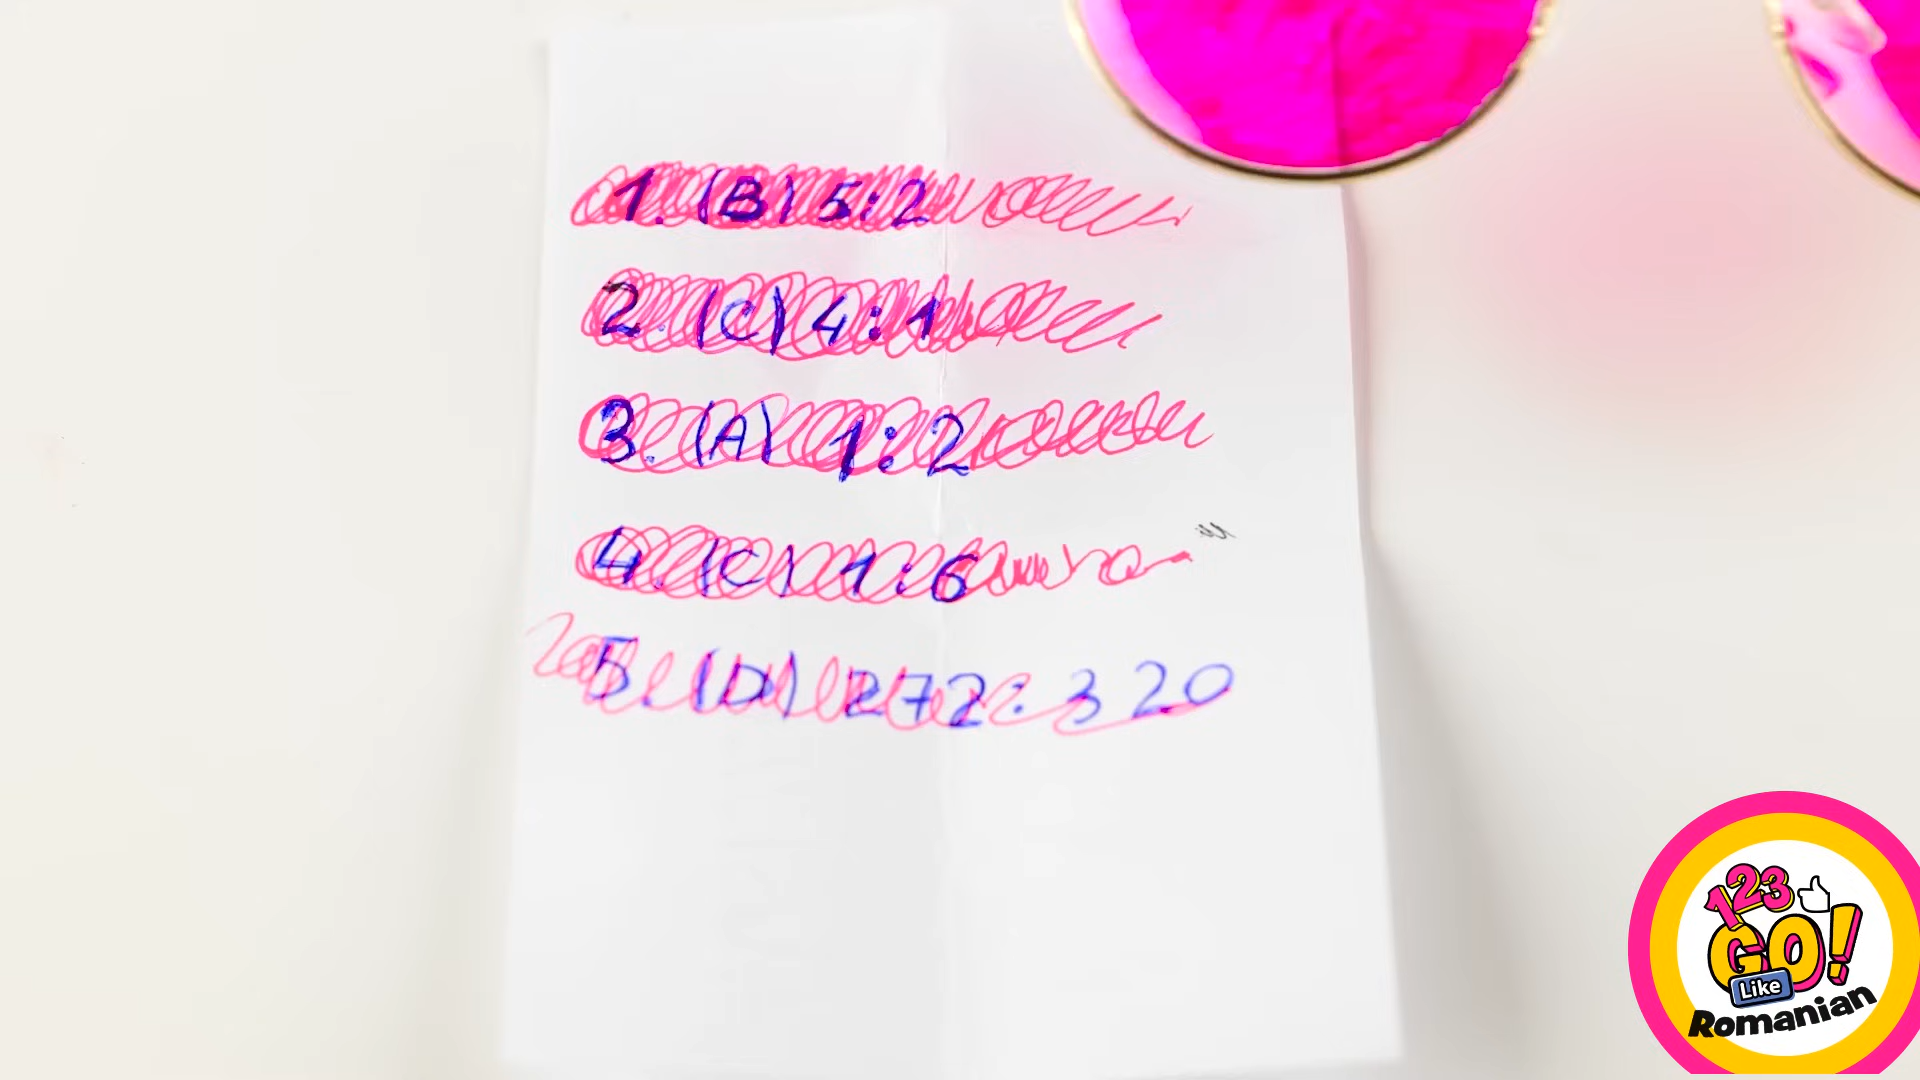 1. (B) 5:2
2. (C) 4:1
3. (A) 1:2
4. (C) 1:6
5. (D) 272:320
123
GO!
Like
Romanian